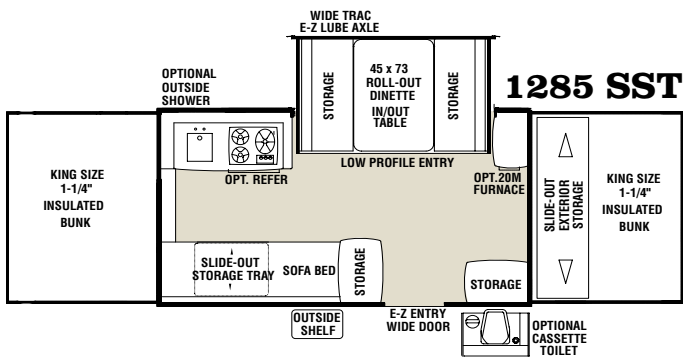 WIDE TRAC
E-Z LUBE AXLE
OPTIONAL
OUTSIDE
SHOWER
STORAGE
45 x 73
ROLL-OUT
DINETTE
IN/OUT
TABLE
STORAGE
1285 SST
LOW PROFILE ENTRY
KING SIZE
1-1/4"
INSULATED
BUNK
OPT. REFER
OPT.20M
FURNACE
SLIDE-OUT
EXTERIOR
STORAGE
KING SIZE
1-1/4"
INSULATED
BUNK
SLIDE-OUT
STORAGE TRAY
SOFA BED
STORAGE
STORAGE
OUTSIDE
SHELF
E-Z ENTRY
WIDE DOOR
OPTIONAL
CASSETTE
TOILET